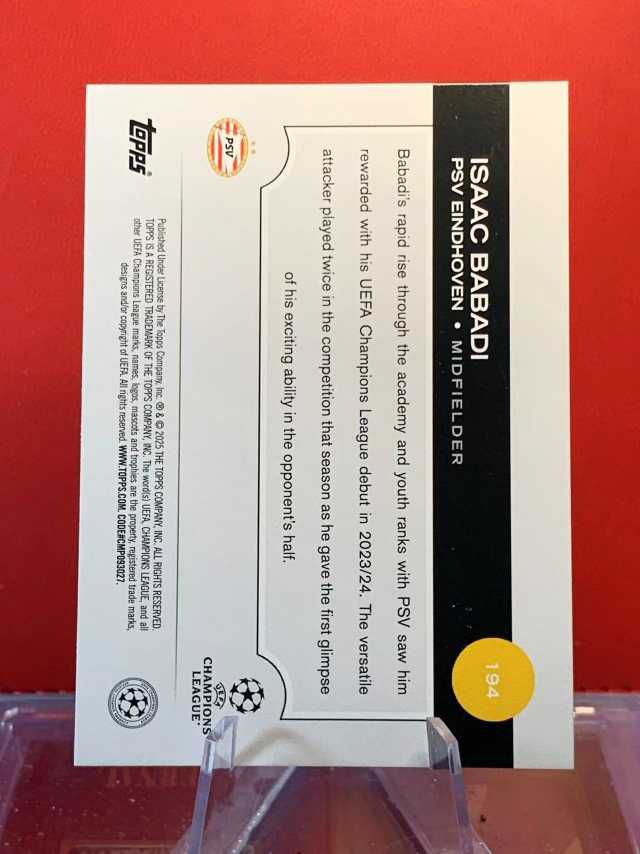 ISAAC BABADI
PSV EINDHOVEN • MIDFIELDER
194
Babadi's rapid rise through the academy and youth ranks with PSV saw him
rewarded with his UEFA Champions League debut in 2023/24. The versatile
attacker played twice in the competition that season as he gave the first glimpse
of his exciting ability in the opponent's half.
PSV
UEFA
CHAMPIONS
LEAGUE®
topps®
Published Under License by The Topps Company, Inc. ® & © 2025 THE TOPPS COMPANY, INC. ALL RIGHTS RESERVED.
TOPPS IS A REGISTERED TRADEMARK OF THE TOPPS COMPANY, INC. The word(s) UEFA, CHAMPIONS LEAGUE, and all
other UEFA Champions League marks, names, logos, mascots and trophies are the property, registered trade marks,
designs and/or copyright of UEFA. All rights reserved. WWW.TOPPS.COM. CODE#CMP093027.